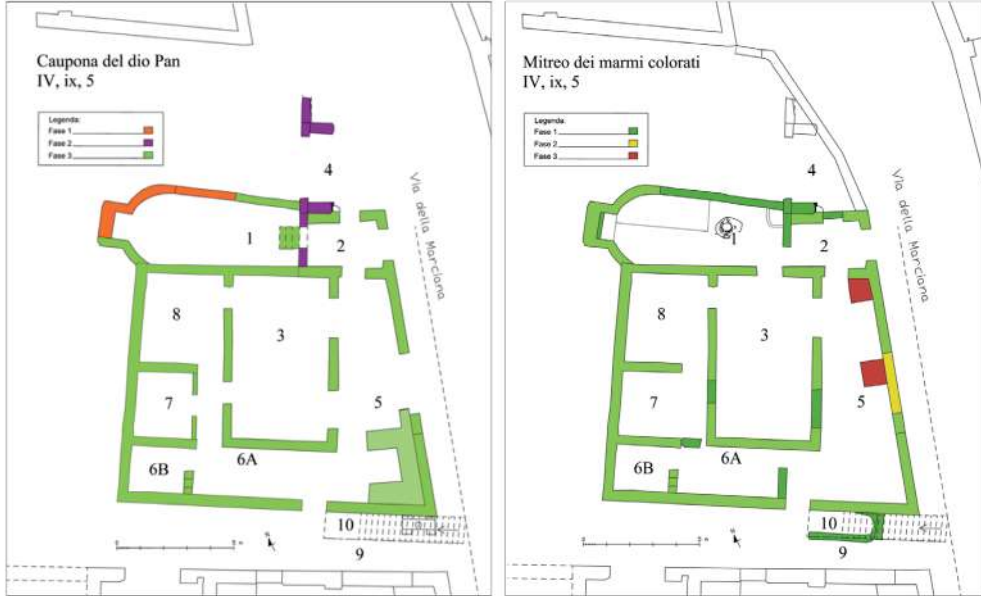 Caupona del dio Pan
IV, ix, 5
Legenda:
Fase 1
Fase 2
Fase 3
4
Via della Marciana
1
2
8
3
7
5
6A
6B
10
9
Mitreo dei marmi colorati
IV, ix, 5
Legenda:
Fase 1
Fase 2
Fase 3
4
Via della Marciana
1
2
8
3
7
5
6A
6B
10
9